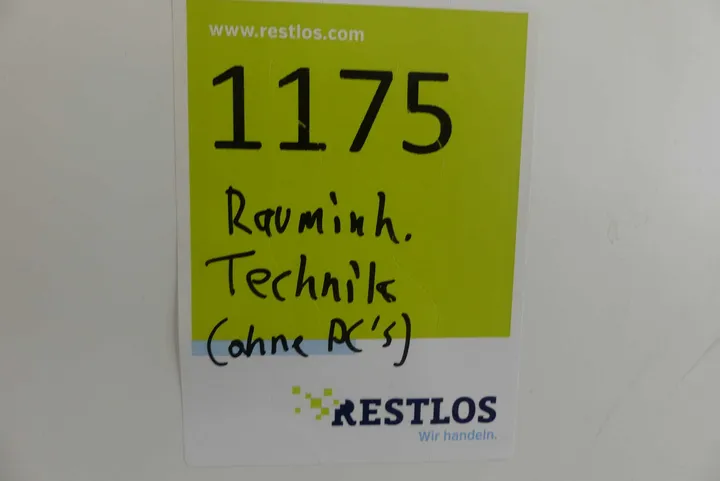 www.restlos.com
1175
Rauminh.
Technik
(ohne PC's)
RESTLOS
Wir handeln.